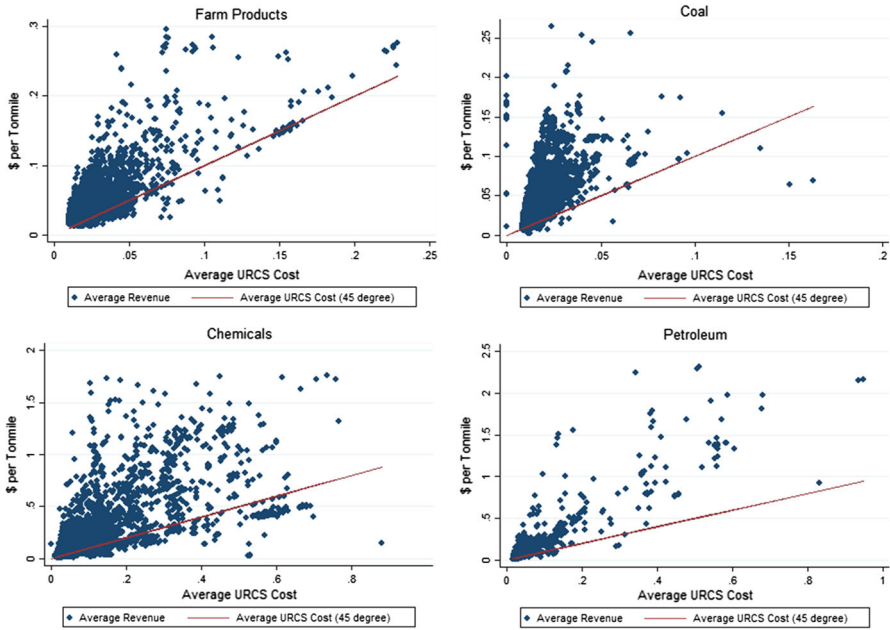 Farm Products
$ per Tonmile
.3
.2
.1
0
0
.05
.1
.15
.2
.25
Average URCS Cost
Average Revenue
Average URCS Cost (45 degree)
Coal
$ per Tonmile
.25
.2
.15
.1
.05
0
0
.05
.1
.15
.2
Average URCS Cost
Average Revenue
Average URCS Cost (45 degree)
Chemicals
$ per Tonmile
2
1.5
1
.5
0
0
.2
.4
.6
.8
Average URCS Cost
Average Revenue
Average URCS Cost (45 degree)
Petroleum
$ per Tonmile
2.5
2
1.5
1
.5
0
0
.2
.4
.6
.8
1
Average URCS Cost
Average Revenue
Average URCS Cost (45 degree)